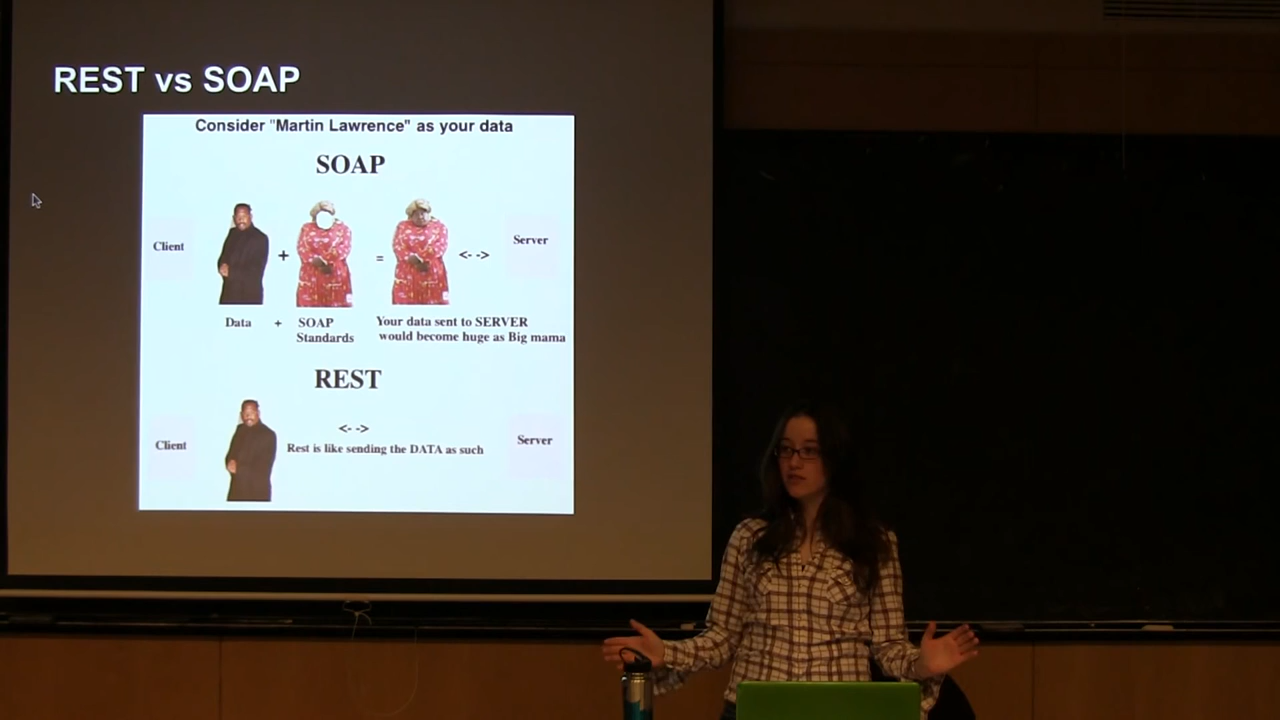 REST vs SOAP
Consider "Martin Lawrence" as your data
SOAP
Client
+
=
<- ->
Server
Data + SOAP
Standards
Your data sent to SERVER
would become huge as Big mama
REST
Client
<- ->
Rest is like sending the DATA as such
Server